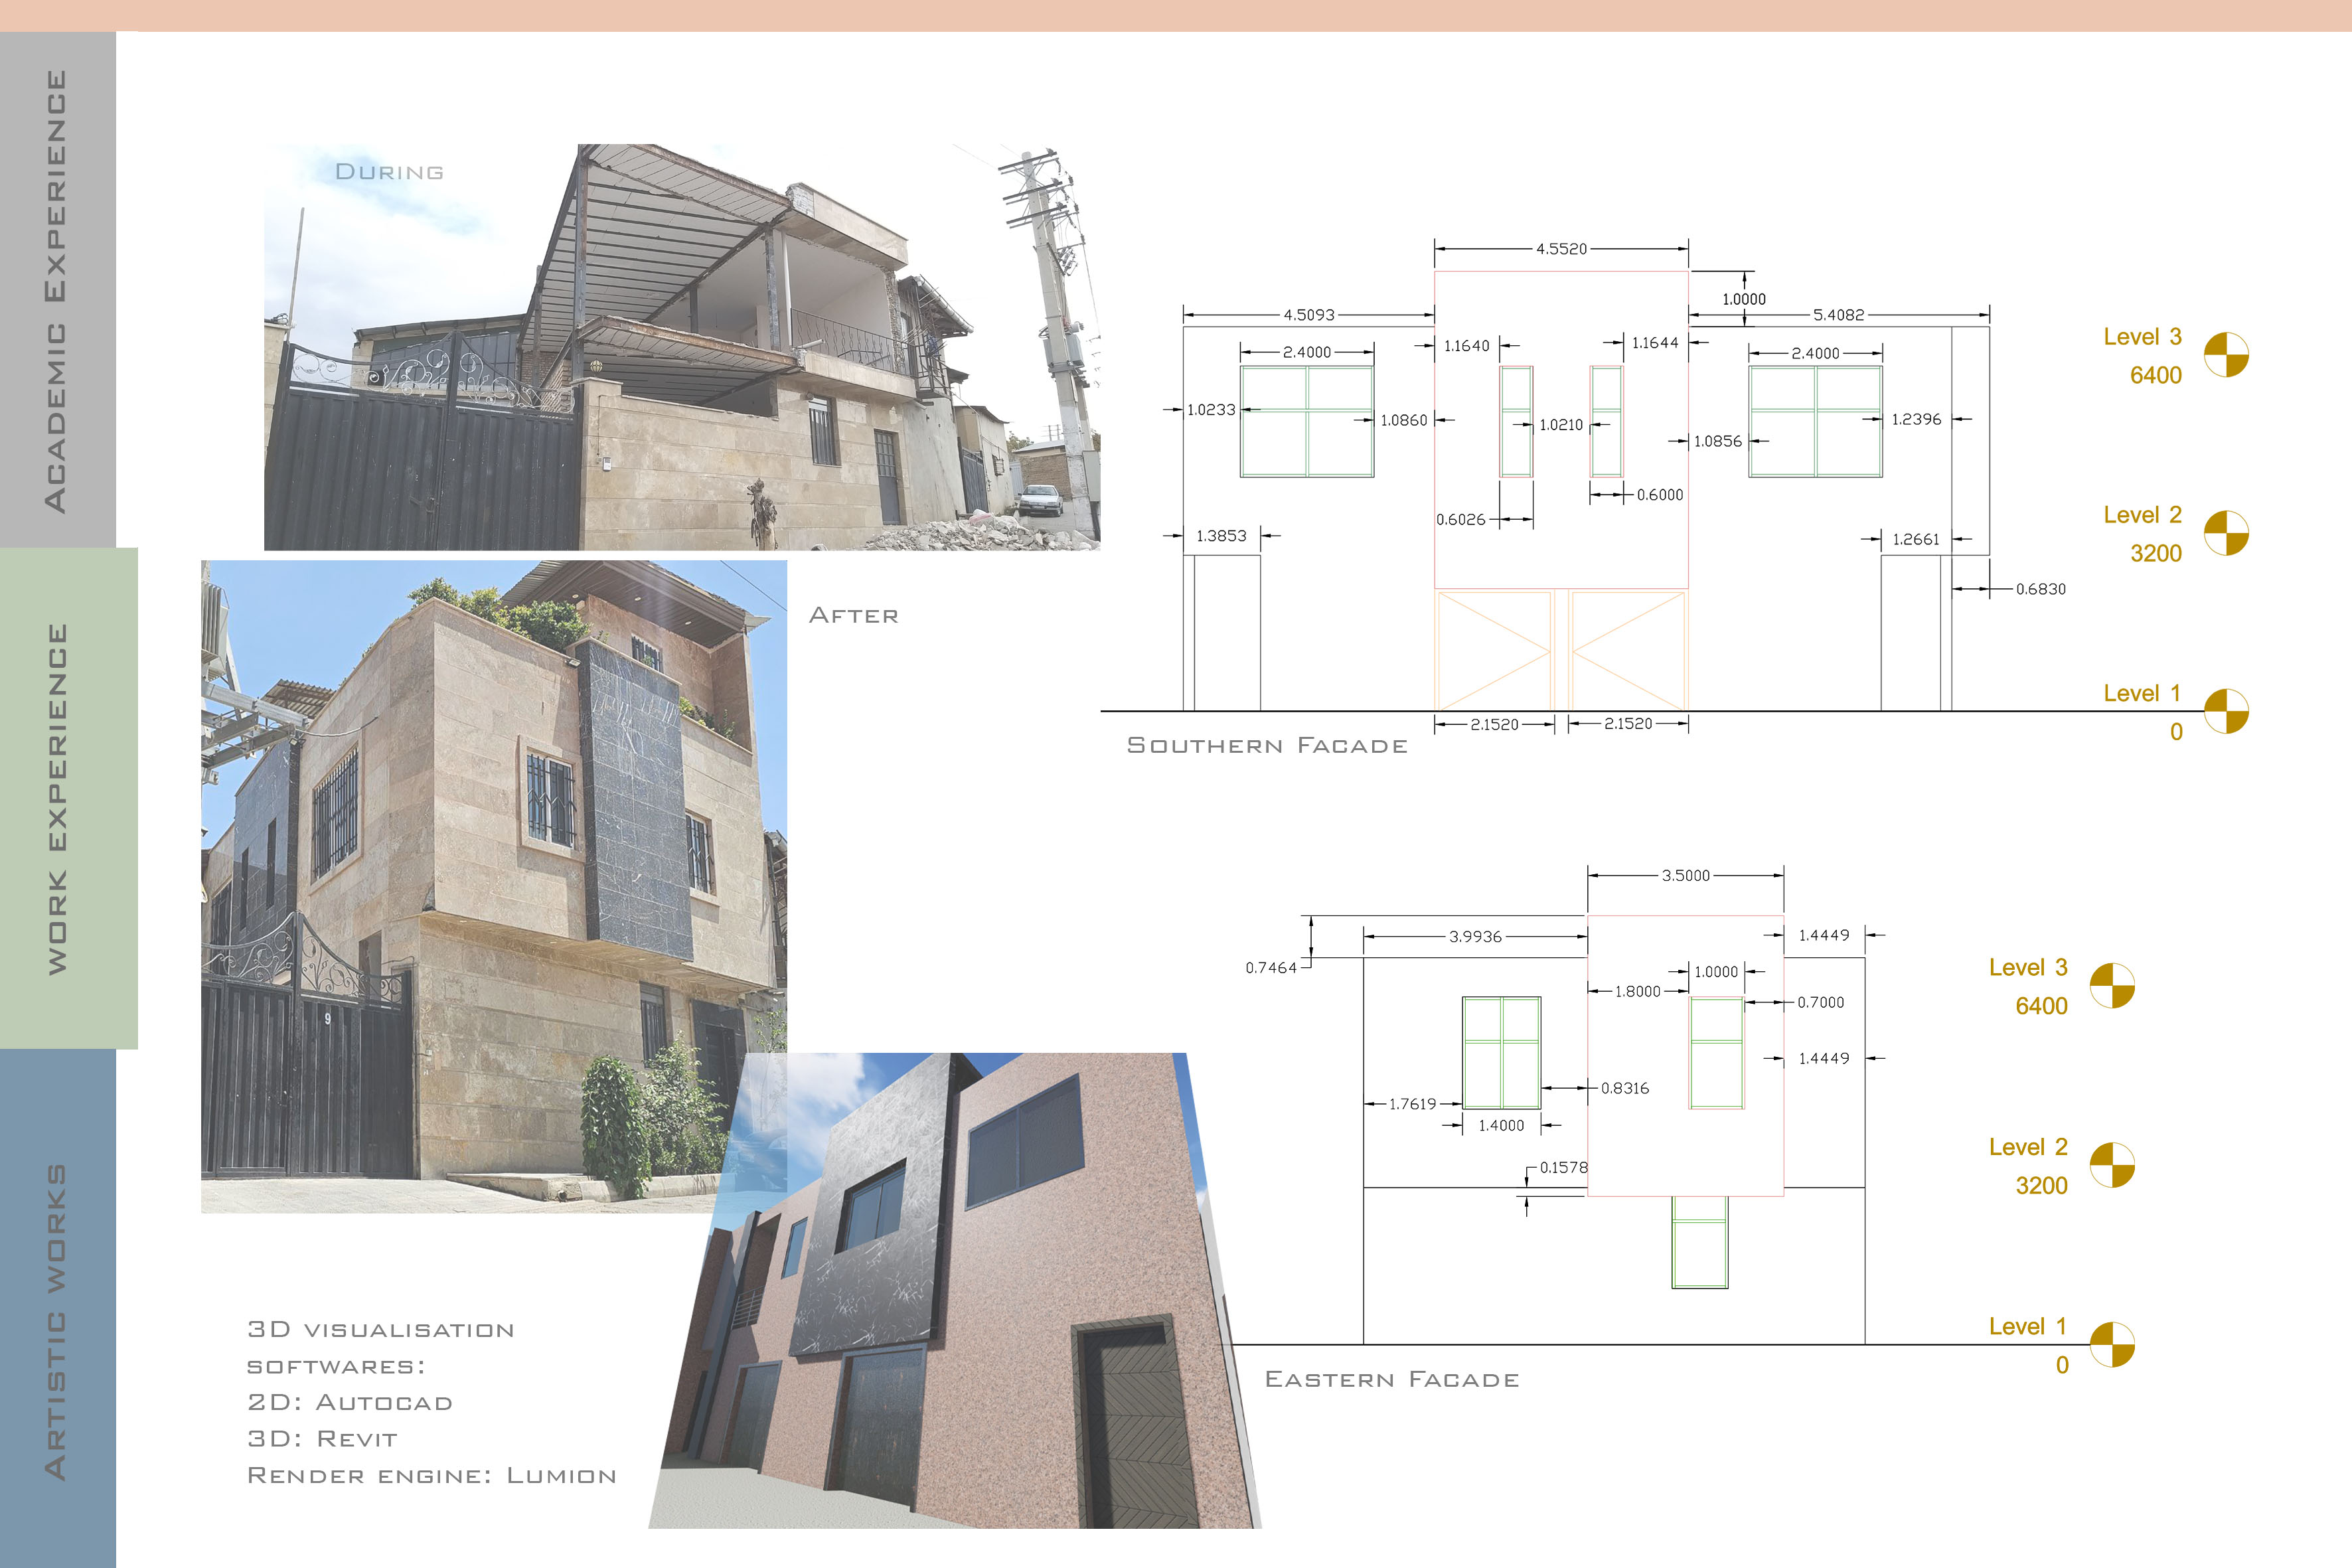 Academic Experience
work experience
Artistic works
During
After
9
3D visualisation
softwares:
2D: Autocad
3D: Revit
Render engine: Lumion
4.5520
1.0000
4.5093
5.4082
1.1640
1.1644
2.4000
2.4000
1.0233
1.0860
1.0210
1.0856
1.2396
0.6026
0.6000
1.3853
1.2661
0.6830
2.1520
2.1520
Level 3
6400
Level 2
3200
Level 1
0
Southern Facade
3.5000
3.9936
1.4449
0.7464
1.0000
1.8000
0.7000
1.4449
0.8316
1.7619
1.4000
0.1578
Level 3
6400
Level 2
3200
Level 1
0
Eastern Facade